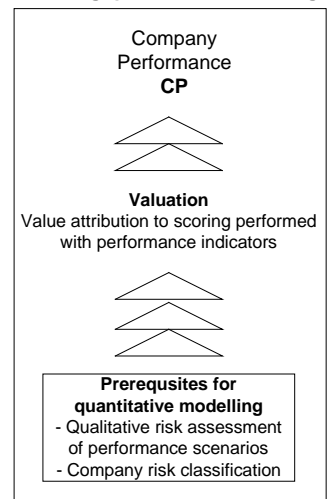 Company
Performance
CP
Valuation
Value attribution to scoring performed
with performance indicators
Prerequsites for
quantitative modelling
- Qualitative risk assessment
of performance scenarios
- Company risk classification